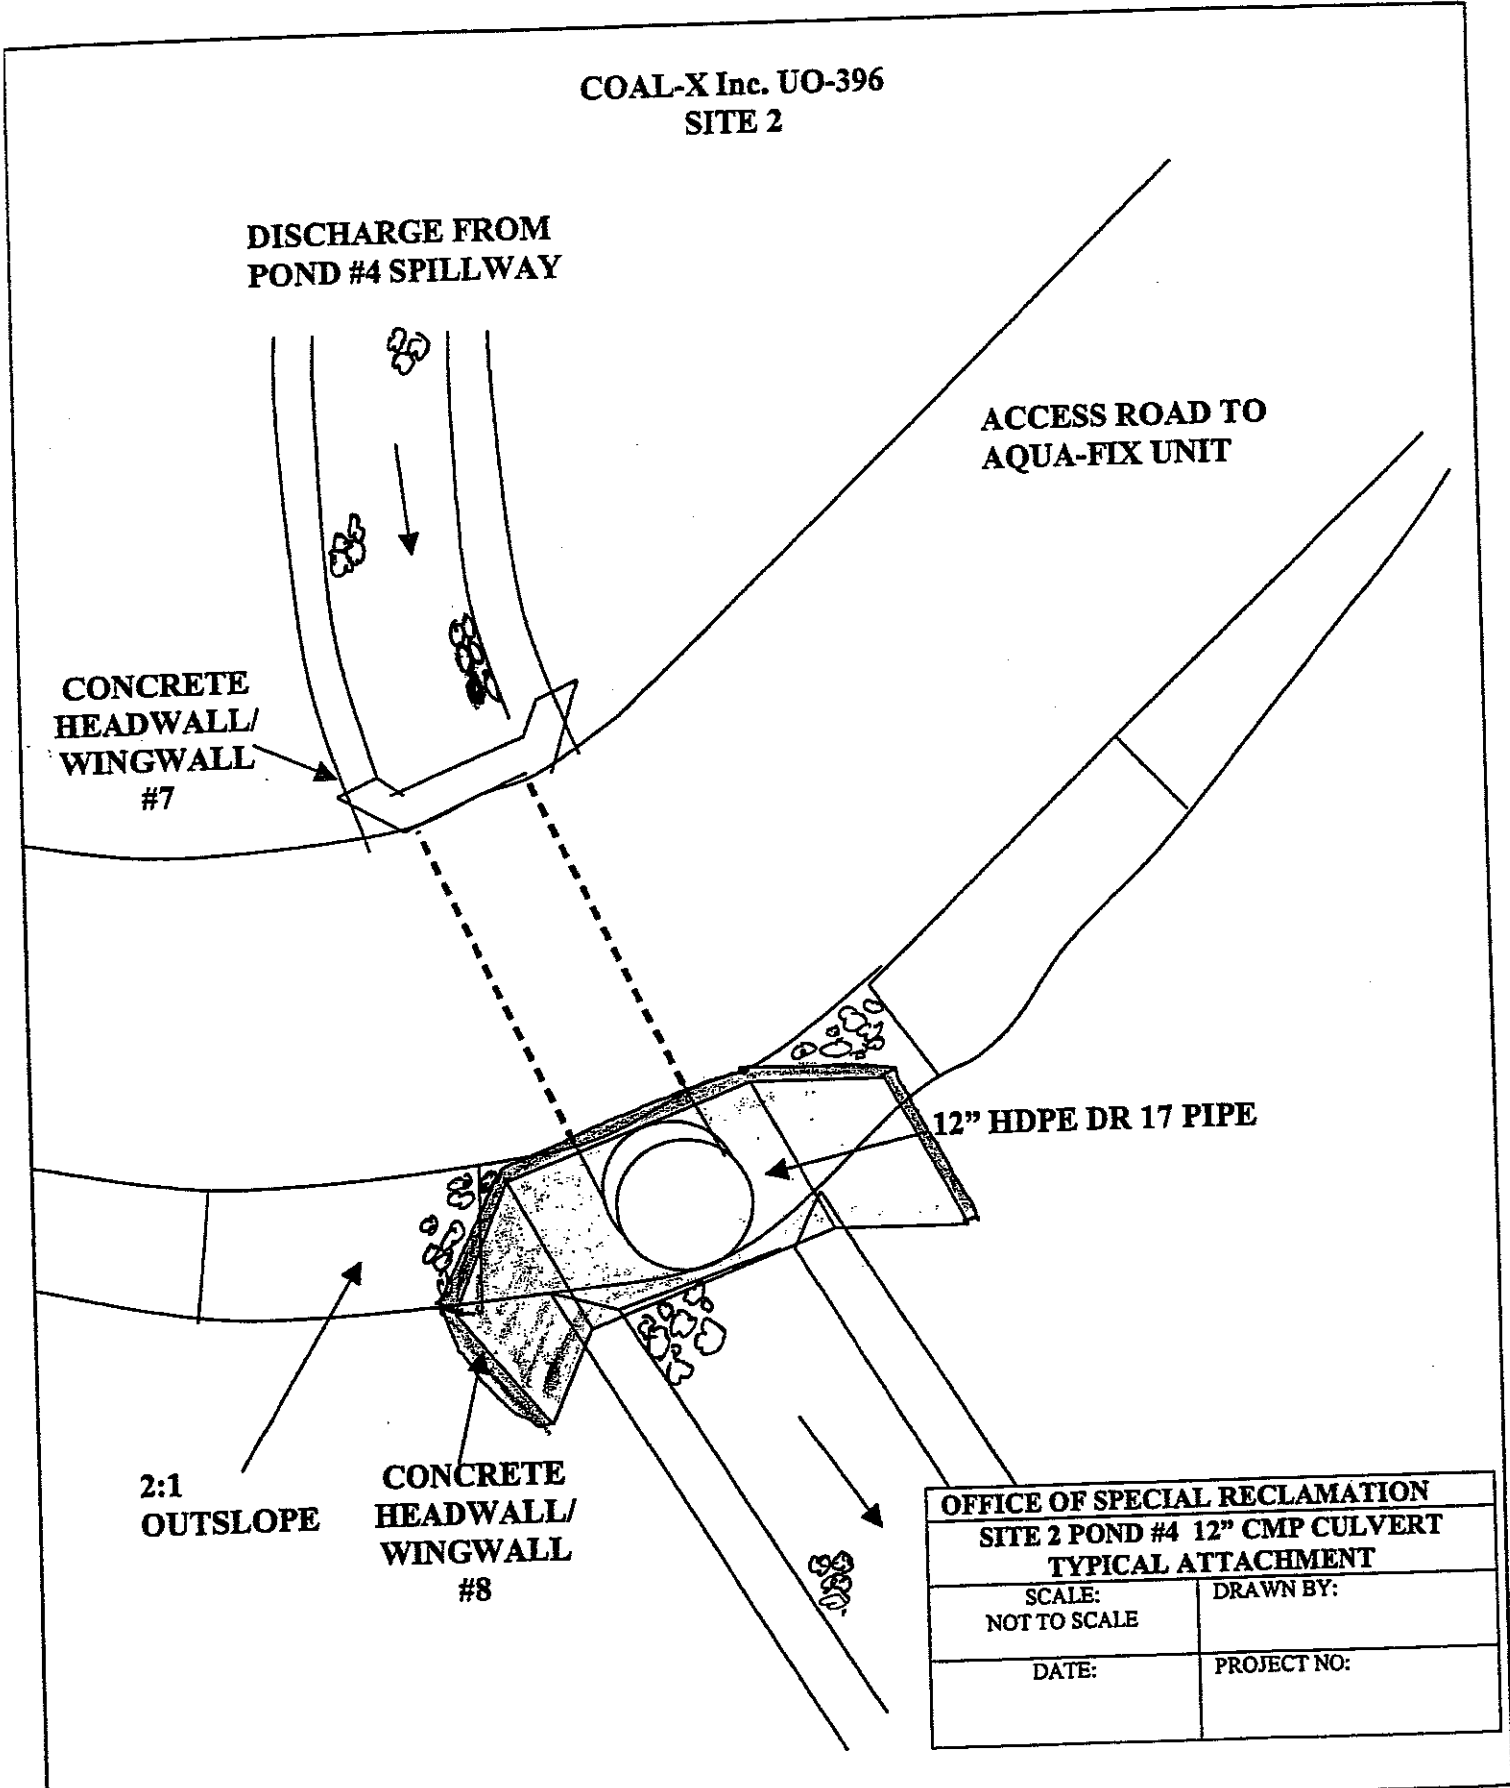 COAL-X Inc. UO-396
SITE 2
DISCHARGE FROM
POND #4 SPILLWAY
ACCESS ROAD TO
AQUA-FIX UNIT
CONCRETE
HEADWALL/
WINGWALL
#7
12” HDPE DR 17 PIPE
2:1
OUTSLOPE
CONCRETE
HEADWALL/
WINGWALL
#8
OFFICE OF SPECIAL RECLAMATION
SITE 2 POND #4 12” CMP CULVERT
TYPICAL ATTACHMENT
SCALE:
NOT TO SCALE
DRAWN BY:
DATE:
PROJECT NO: